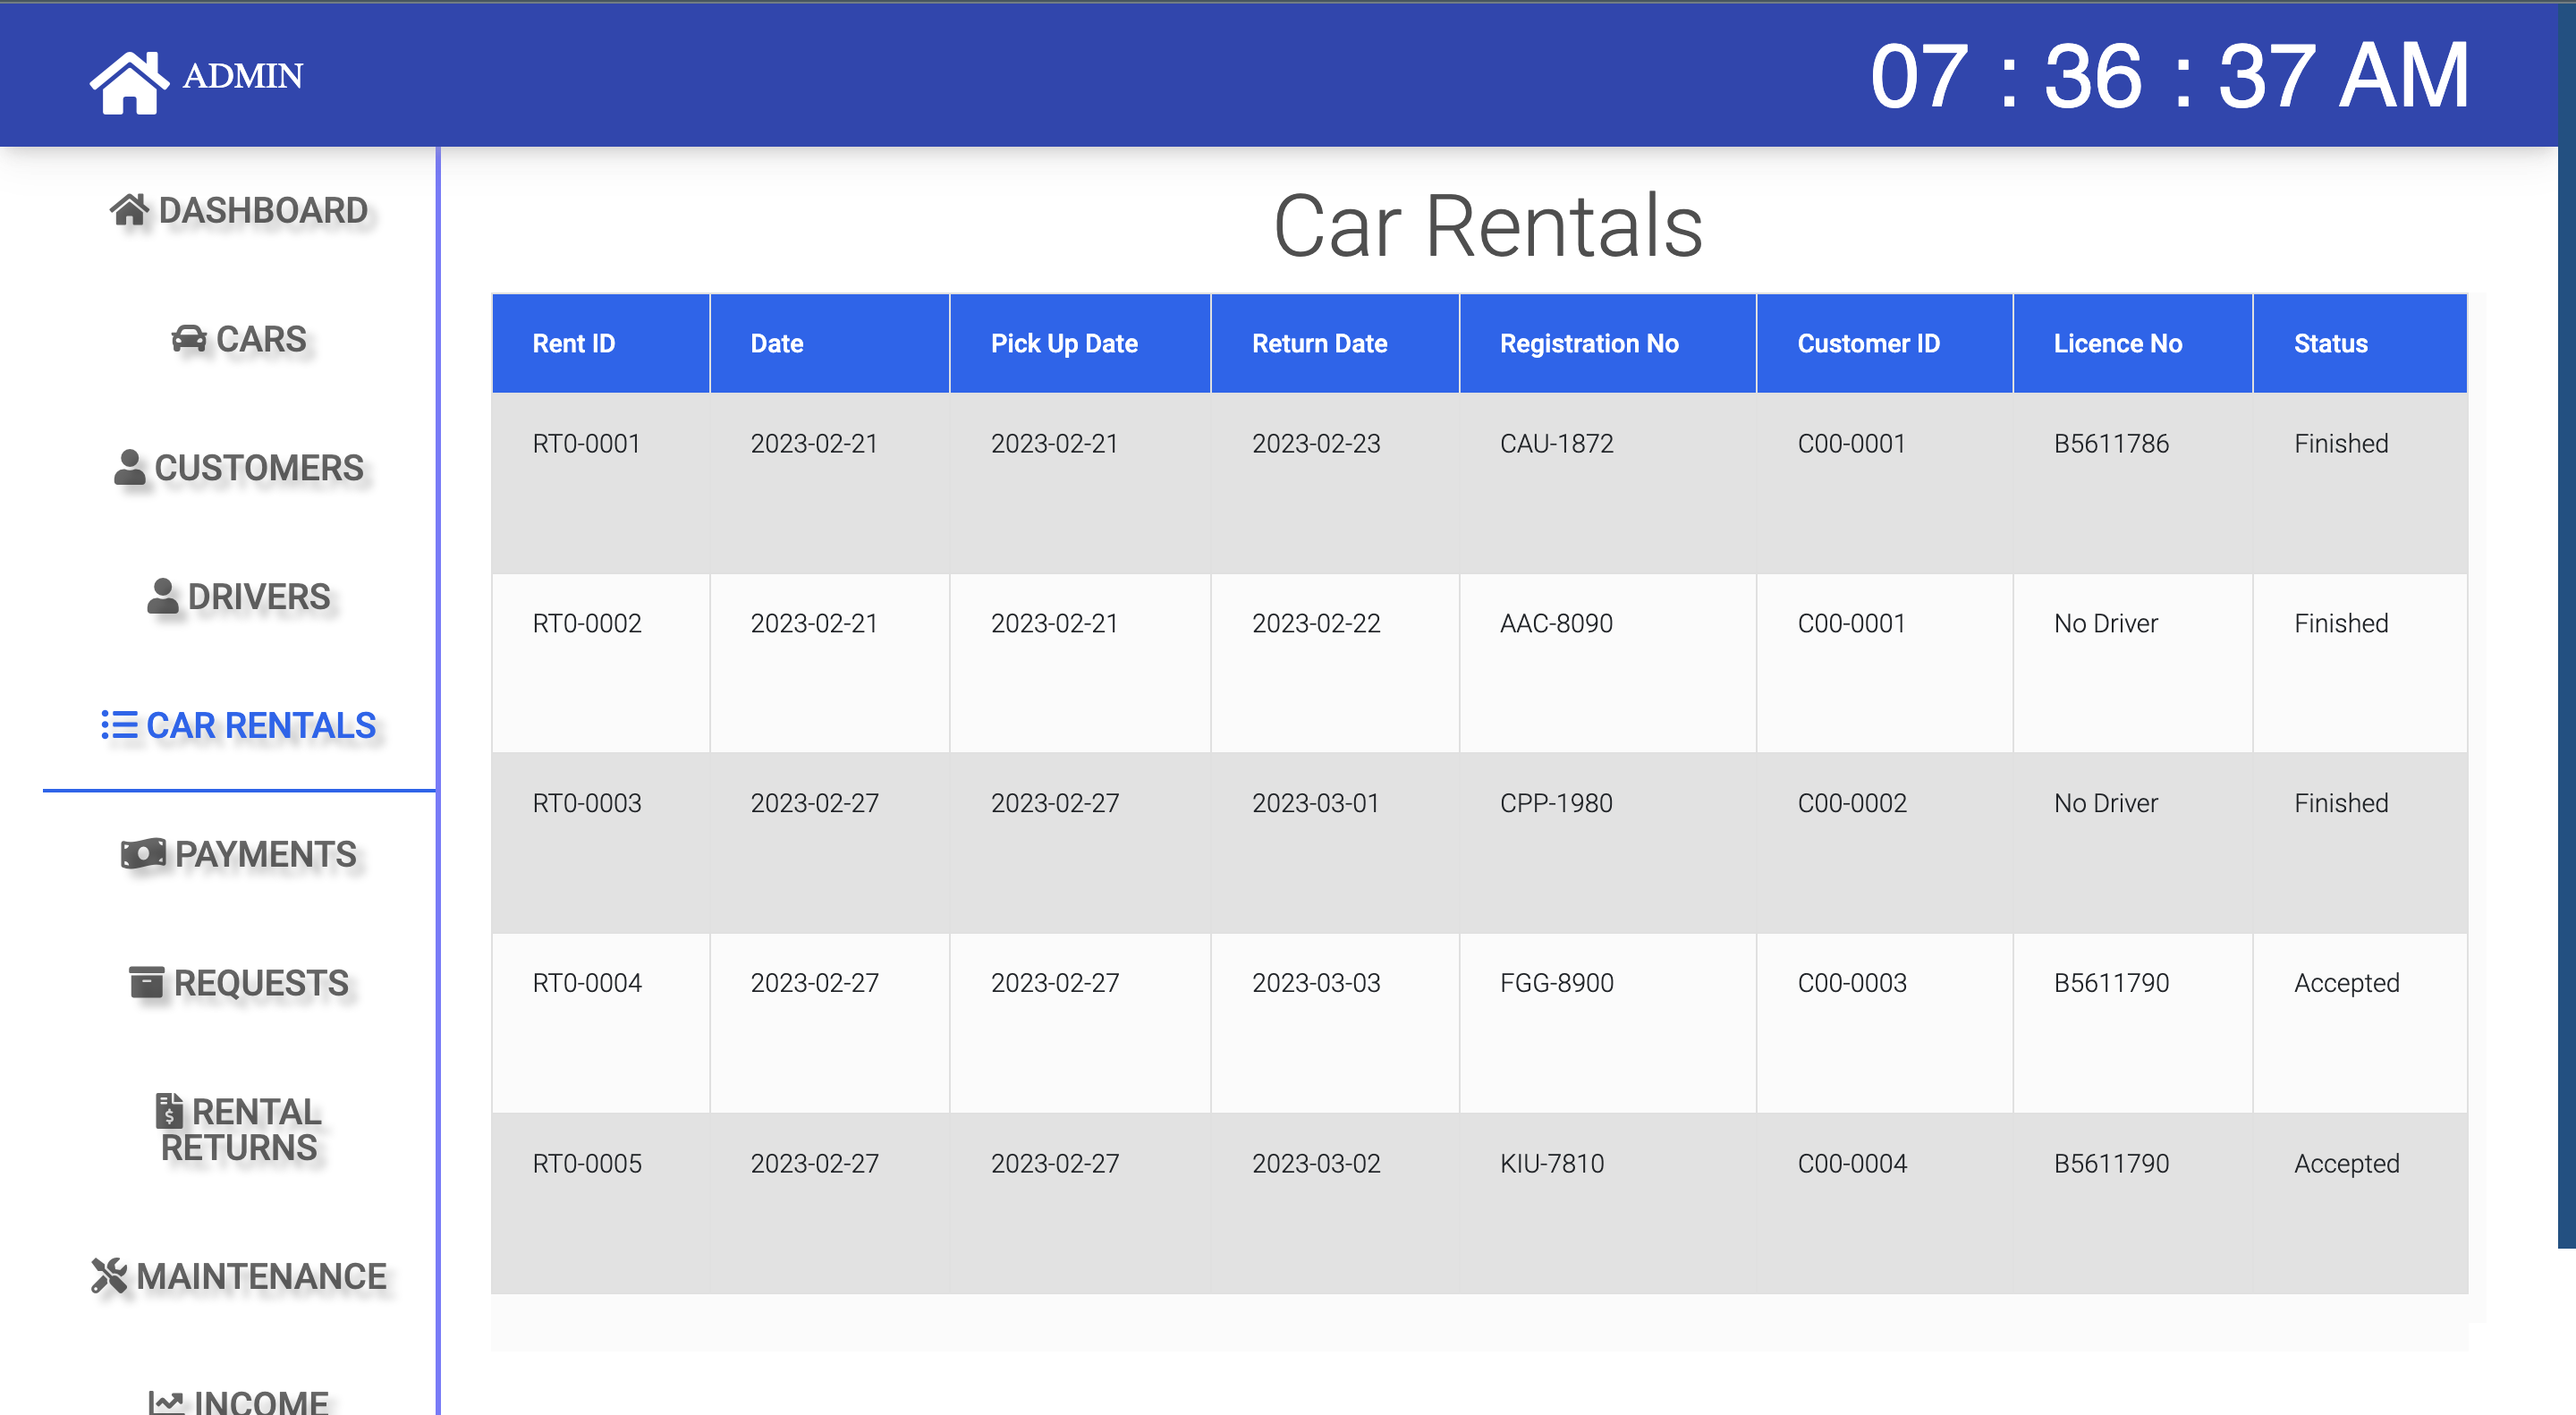 ADMIN
07 : 36 : 37 AM
DASHBOARD
CARS
CUSTOMERS
DRIVERS
CAR RENTALS
PAYMENTS
REQUESTS
RENTAL
RETURNS
MAINTENANCE
INCOME
Car Rentals
Rent ID Date Pick Up Date Return Date Registration No Customer ID Licence No Status
RT0-0001 2023-02-21 2023-02-21 2023-02-23 CAU-1872 C00-0001 B5611786 Finished
RT0-0002 2023-02-21 2023-02-21 2023-02-22 AAC-8090 C00-0001 No Driver Finished
RT0-0003 2023-02-27 2023-02-27 2023-03-01 CPP-1980 C00-0002 No Driver Finished
RT0-0004 2023-02-27 2023-02-27 2023-03-03 FGG-8900 C00-0003 B5611790 Accepted
RT0-0005 2023-02-27 2023-02-27 2023-03-02 KIU-7810 C00-0004 B5611790 Accepted